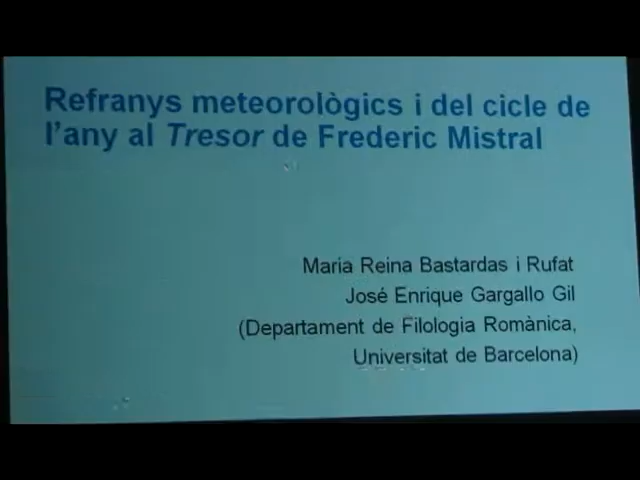 Refranys meteorològics i del cicle de
l'any al Tresor de Frederic Mistral
Maria Reina Bastardas i Rufat
José Enrique Gargallo Gil
(Departament de Filologia Romànica,
Universitat de Barcelona)